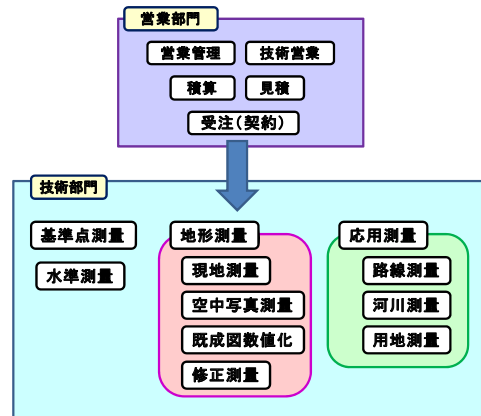 営業部門
営業管理 技術営業
積算 見積
受注(契約)
技術部門
基準点測量
水準測量
地形測量
現地測量
空中写真測量
既成図数値化
修正測量
応用測量
路線測量
河川測量
用地測量